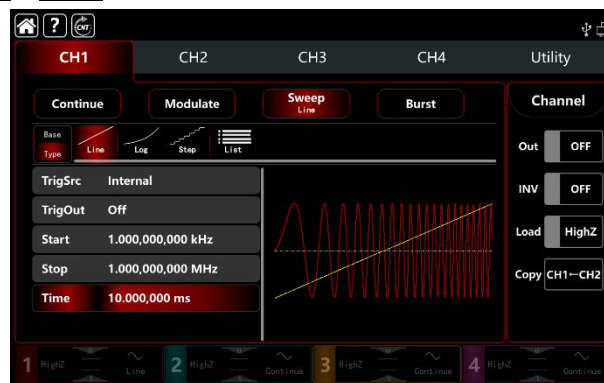 ? CNT
CH1 CH2 CH3 CH4 Utility
Continue Modulate Sweep Burst Channel
Line
Base
Type Line Log Step List
Out OFF
TrigSrc Internal
INV OFF
TrigOut Off
Load HighZ
Start 1.000,000,000 kHz
Stop 1.000,000,000 MHz
Copy CH1←CH2
Time 10.000,000 ms
1 HighZ Line 2 HighZ Continue 3 HighZ Continue 4 HighZ Continue